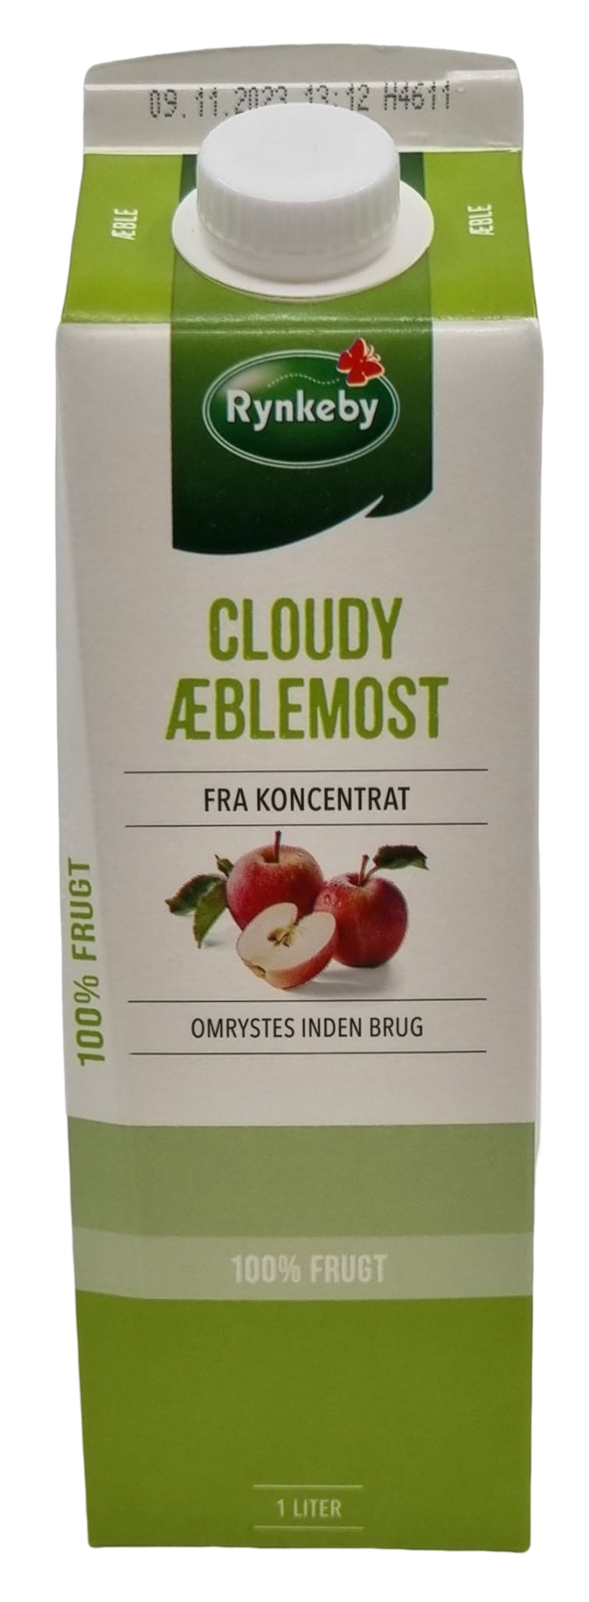 09.11.2023 13:12 H4611
ÆBLE
ÆBLE
Rynkeby
CLOUDY
ÆBLEMOST
FRA KONCENTRAT
100% FRUGT
OMRYSTES INDEN BRUG
100% FRUGT
1 LITER